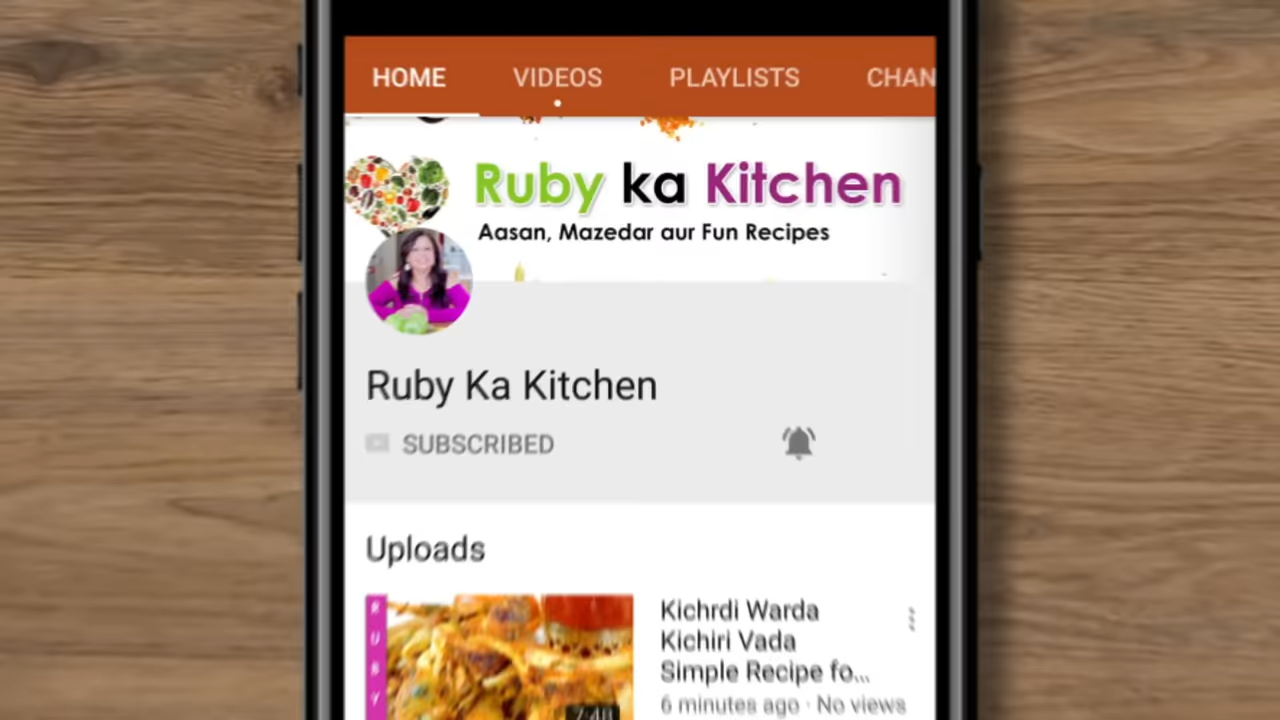 HOME VIDEOS PLAYLISTS CHAN
Ruby ka Kitchen
Aasan, Mazedar aur Fun Recipes
Ruby Ka Kitchen
SUBSCRIBED
Uploads
RUBY
Kichrdi Warda
Kichiri Vada
Simple Recipe fo...
6 minutes ago · No views